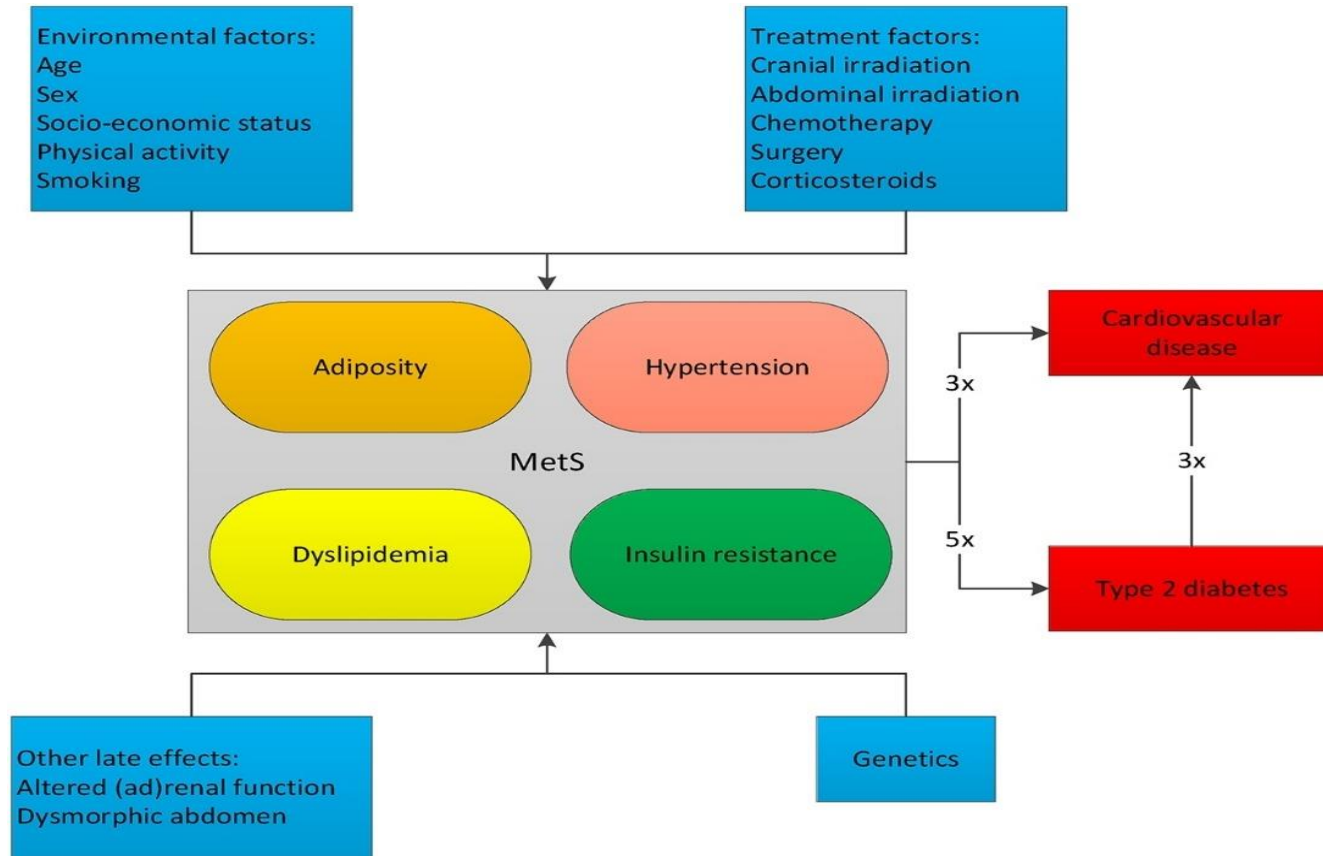 Environmental factors:
Age
Sex
Socio-economic status
Physical activity
Smoking
Treatment factors:
Cranial irradiation
Abdominal irradiation
Chemotherapy
Surgery
Corticosteroids
Adiposity
Hypertension
MetS
Dyslipidemia
Insulin resistance
3x
5x
Cardiovascular
disease
3x
Type 2 diabetes
Other late effects:
Altered (ad)renal function
Dysmorphic abdomen
Genetics